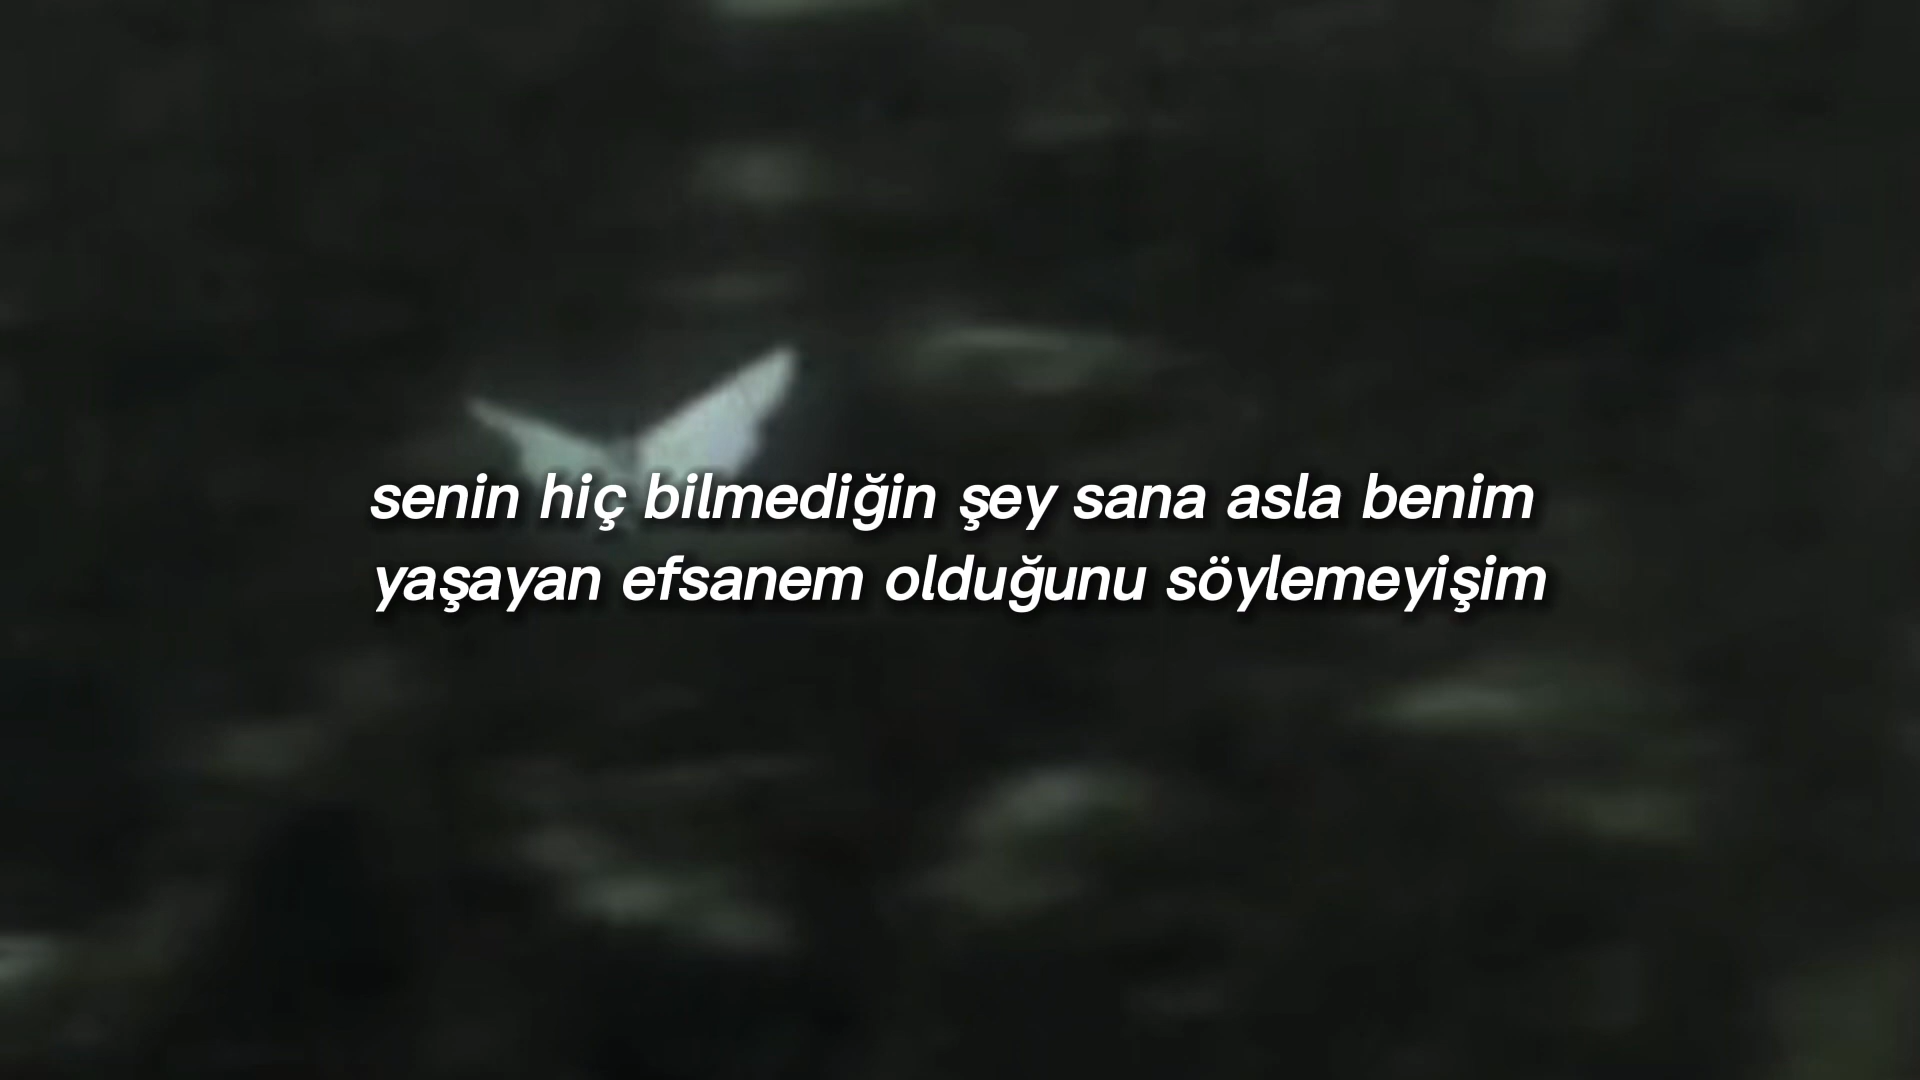 senin hiç bilmediğin şey sana asla benim
yaşayan efsanem olduğunu söylemeyişim